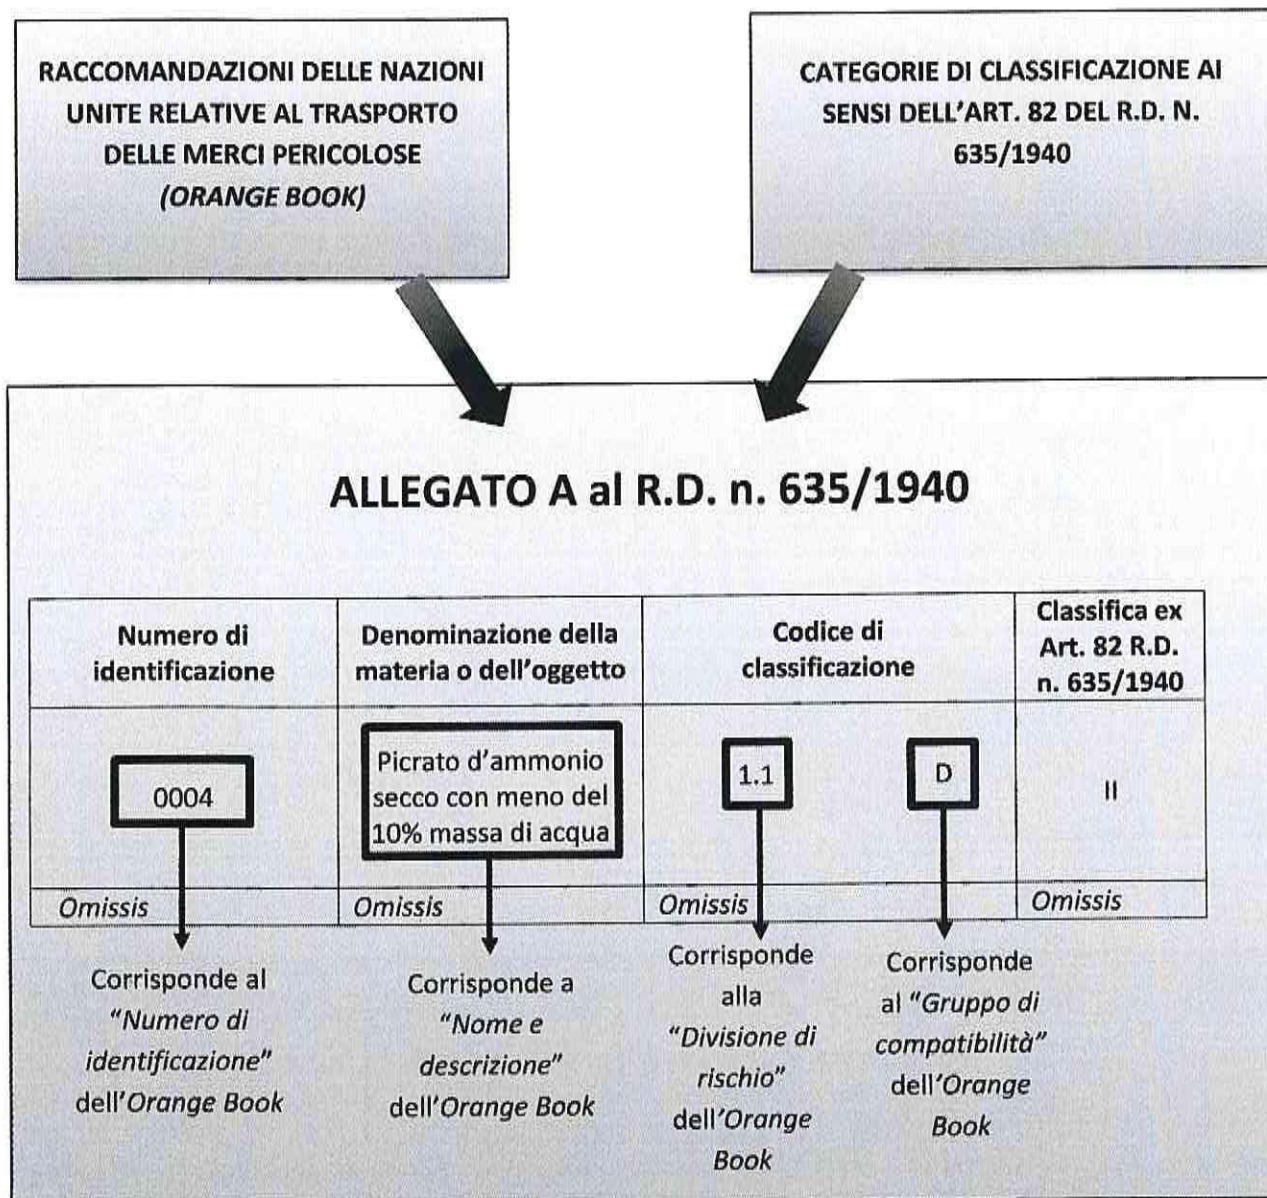 RACCOMANDAZIONI DELLE NAZIONI
UNITE RELATIVE AL TRASPORTO
DELLE MERCI PERICOLOSE
(ORANGE BOOK)
CATEGORIE DI CLASSIFICAZIONE AI
SENSI DELL'ART. 82 DEL R.D. N.
635/1940
ALLEGATO A al R.D. n. 635/1940
Numero di
identificazione
Denominazione della
materia o dell'oggetto
Codice di
classificazione
Classifica ex
Art. 82 R.D.
n. 635/1940
0004
Picrato d'ammonio
secco con meno del
10% massa di acqua
1.1
D
II
Omissis
Omissis
Omissis
Omissis
Corrisponde al
"Numero di
identificazione"
dell'Orange Book
Corrisponde a
"Nome e
descrizione"
dell'Orange Book
Corrisponde
alla
"Divisione di
rischio"
dell'Orange
Book
Corrisponde
al "Gruppo di
compatibilità"
dell'Orange
Book